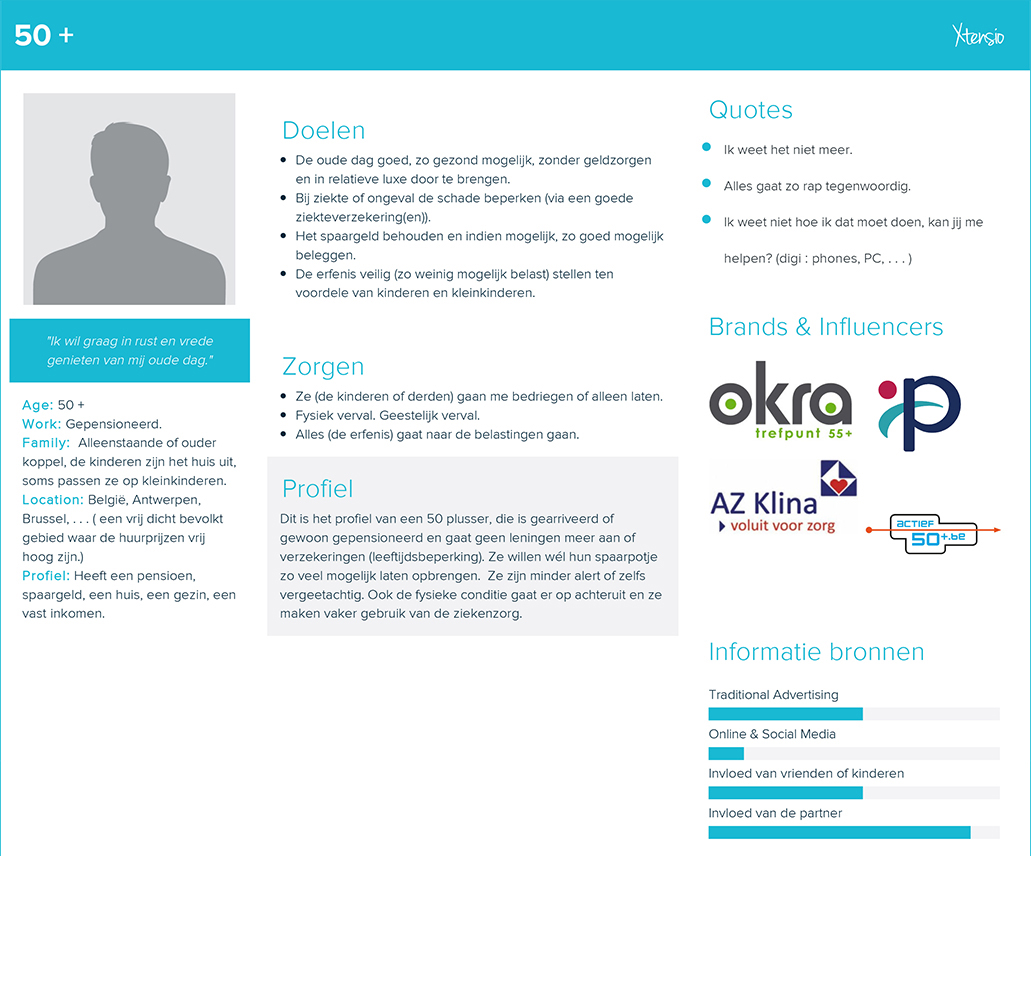 50 +
Xtensio
"Ik wil graag in rust en vrede
genieten van mij oude dag."
Age: 50 +
Work: Gepensioneerd.
Family: Alleenstaande of ouder
koppel, de kinderen zijn het huis uit,
soms passen ze op kleinkinderen.
Location: België, Antwerpen,
Brussel, . . . ( een vrij dicht bevolkt
gebied waar de huurprijzen vrij
hoog zijn.)
Profiel: Heeft een pensioen,
spaargeld, een huis, een gezin, een
vast inkomen.
Doelen
De oude dag goed, zo gezond mogelijk, zonder geldzorgen
en in relatieve luxe door te brengen.
Bij ziekte of ongeval de schade beperken (via een goede
ziekteverzekering(en)).
Het spaargeld behouden en indien mogelijk, zo goed mogelijk
beleggen.
De erfenis veilig (zo weinig mogelijk belast) stellen ten
voordele van kinderen en kleinkinderen.
Zorgen
Ze (de kinderen of derden) gaan me bedriegen of alleen laten.
Fysiek verval. Geestelijk verval.
Alles (de erfenis) gaat naar de belastingen gaan.
Profiel
Dit is het profiel van een 50 plusser, die is gearriveerd of
gewoon gepensioneerd en gaat geen leningen meer aan of
verzekeringen (leeftijdsbeperking). Ze willen wél hun spaarpotje
zo veel mogelijk laten opbrengen. Ze zijn minder alert of zelfs
vergeetachtig. Ook de fysieke conditie gaat er op achteruit en ze
maken vaker gebruik van de ziekenzorg.
Quotes
Ik weet het niet meer.
Alles gaat zo rap tegenwoordig.
Ik weet niet hoe ik dat moet doen, kan jij me
helpen? (digi : phones, PC, . . . )
Brands & Influencers
okra
trefpunt 55+
ip
AZ Klina
voluit voor zorg
ACTIEF
50+.be
Informatie bronnen
Traditional Advertising
Online & Social Media
Invloed van vrienden of kinderen
Invloed van de partner